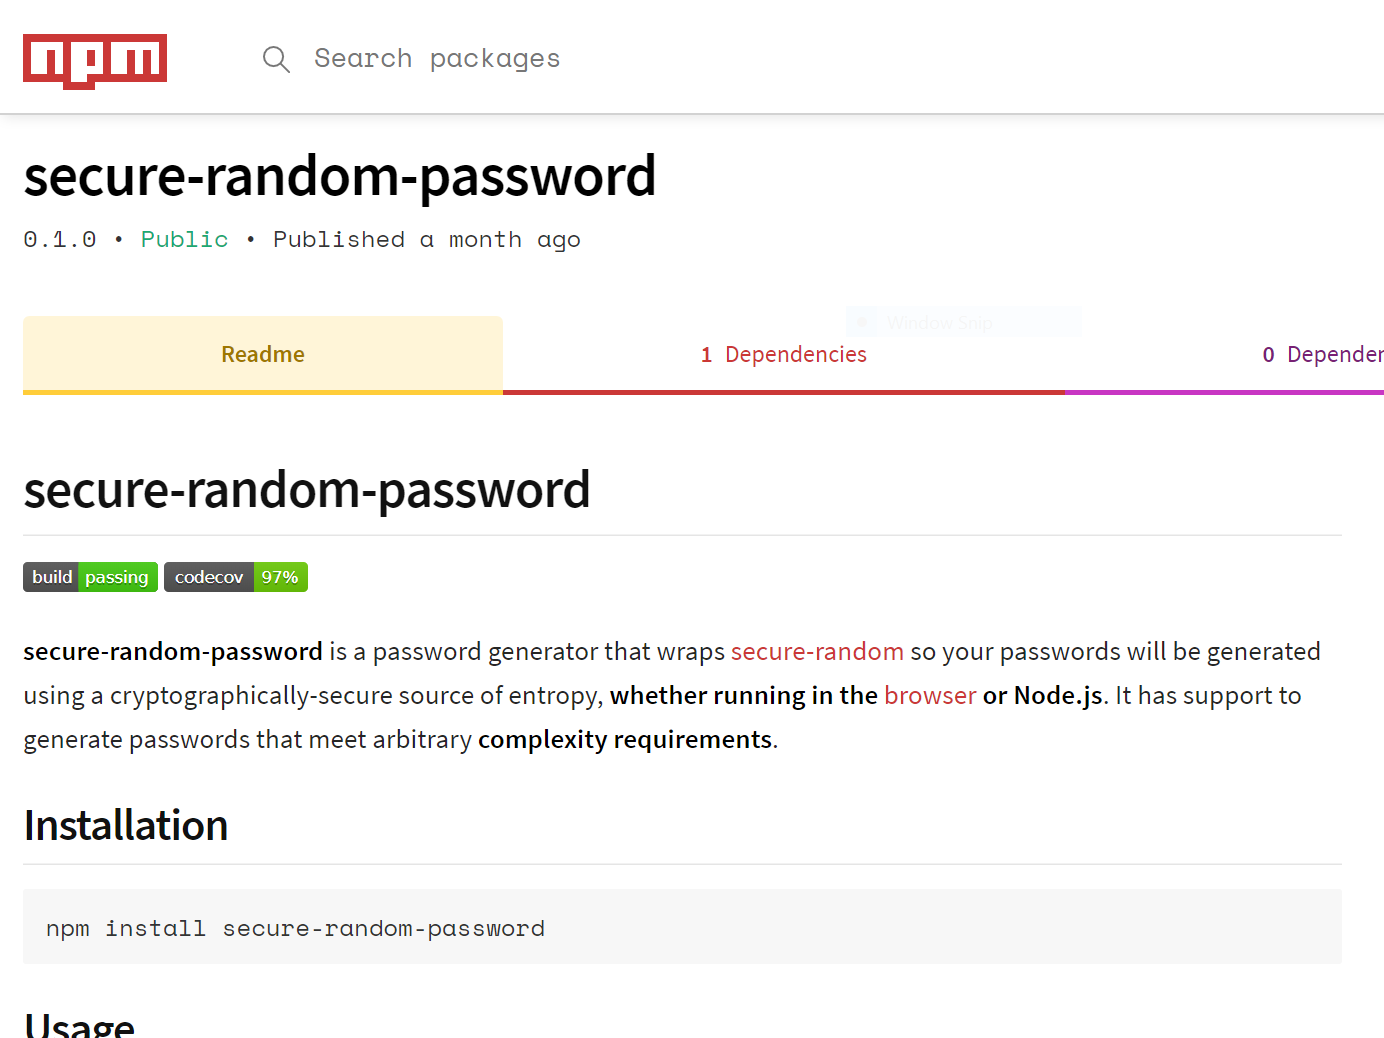 npm
Search packages
secure-random-password
0.1.0 • Public • Published a month ago
Window Snip
Readme
1 Dependencies
0 Depender
secure-random-password
build passing codecov 97%
secure-random-password is a password generator that wraps secure-random so your passwords will be generated
using a cryptographically-secure source of entropy, whether running in the browser or Node.js. It has support to
generate passwords that meet arbitrary complexity requirements.
Installation
npm install secure-random-password
Usage